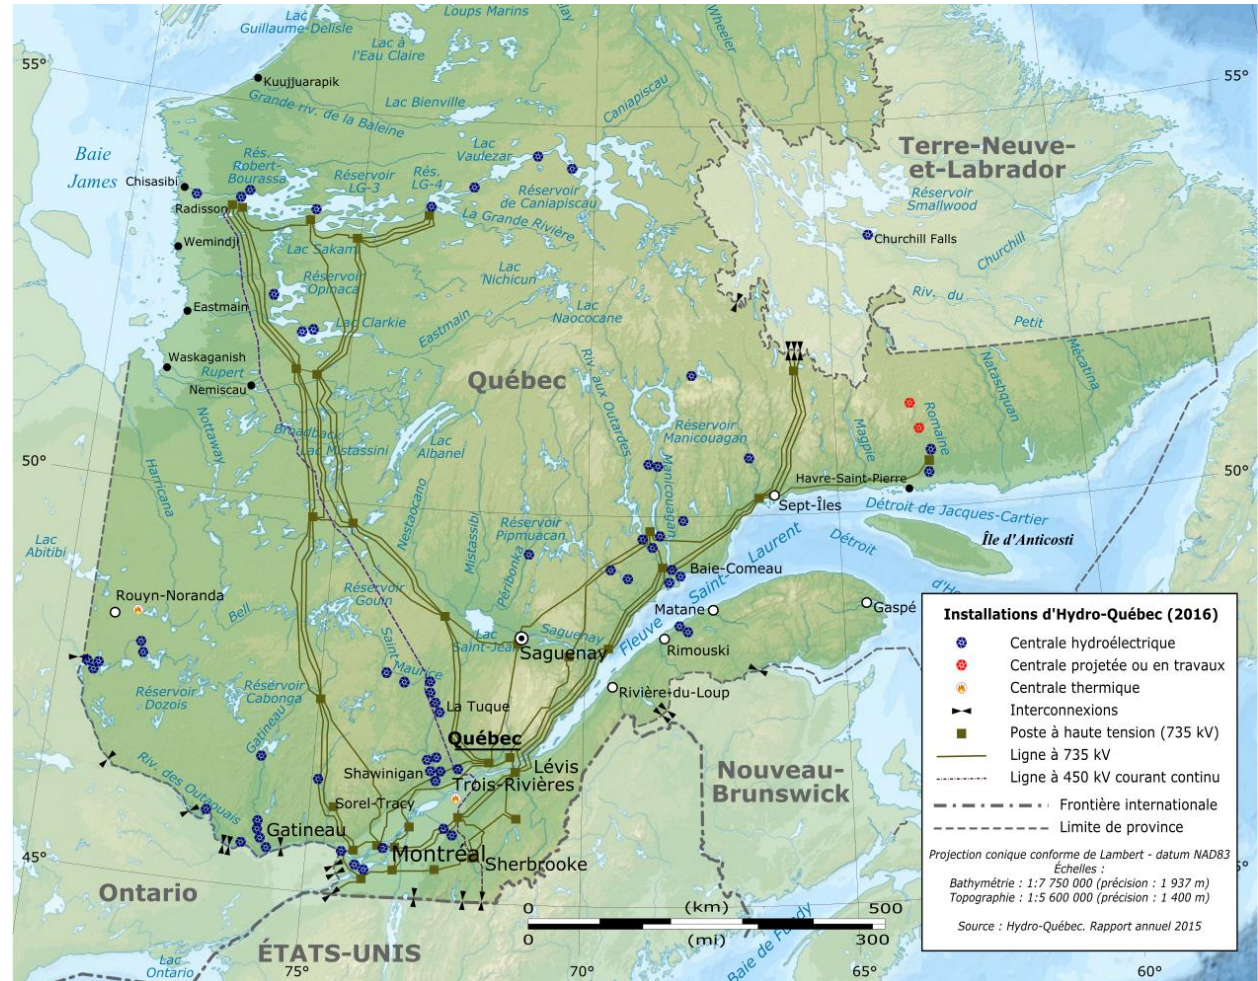 Lac
Guillaume-Delisle
Loups Marins
Wheeler
Lac à
l'Eau Claire
55°
55°
Kuujjuarapik
Grande riv. de la Baleine
Lac Bienville
Caniapiscau
Baie
James
Chisasibi
Rés.
Robert-
Bourassa
Radisson
Réservoir
LG-3
Rés.
LG-4
Lac
Vaulezar
Réservoir
de Caniapiscau
La Grande Rivière
Terre-Neuve-
et-Labrador
Réservoir
Smallwood
Churchill Falls
Churchill
Wemindji
Lac Sakami
Réservoir
Opinaca
Lac
Nichicun
Lac
Naococane
Riv. du
Petit
Mécatina
Eastmain
Lac Clarkie
Eastmain
Waskaganish
Rupert
Nemiscau
Québec
Riv. aux Outardes
Natashquan
Nottaway
Broadback
Lac Mistassini
Lac
Albanel
Réservoir
Manicouagan
Manicouagan
Magpie
Romaine
50°
50°
Harricana
Nestaocano
Mistassibi
Péribonka
Réservoir
Pipmuacan
Havre-Saint-Pierre
Sept-Îles
Détroit de Jacques-Cartier
Île d'Anticosti
Détroit
d'Ho
Lac
Abitibi
Rouyn-Noranda
Bell
Réservoir
Gouin
Baie-Comeau
Fleuve Saint-Laurent
Matane
Gaspé
Rimouski
Lac
Saint-Jean
Saguenay
Saguenay
Saint Maurice
Rivière-du-Loup
Réservoir
Dozois
Réservoir
Cabonga
Gatineau
La Tuque
Québec
Lévis
Shawinigan
Trois-Rivières
Nouveau-
Brunswick
Riv. des Outaouais
Sorel-Tracy
Gatineau
Montréal
Sherbrooke
45°
45°
Ontario
ÉTATS-UNIS
Lac
Ontario
Baie de Fundy
0 (km) 500
0 (mi) 300
75°
70°
65°
60°
Installations d'Hydro-Québec (2016)
Centrale hydroélectrique
Centrale projetée ou en travaux
Centrale thermique
Interconnexions
Poste à haute tension (735 kV)
Ligne à 735 kV
Ligne à 450 kV courant continu
Frontière internationale
Limite de province
Projection conique conforme de Lambert - datum NAD83
Échelles :
Bathymétrie : 1:7 750 000 (précision : 1 937 m)
Topographie : 1:5 600 000 (précision : 1 400 m)
Source : Hydro-Québec. Rapport annuel 2015